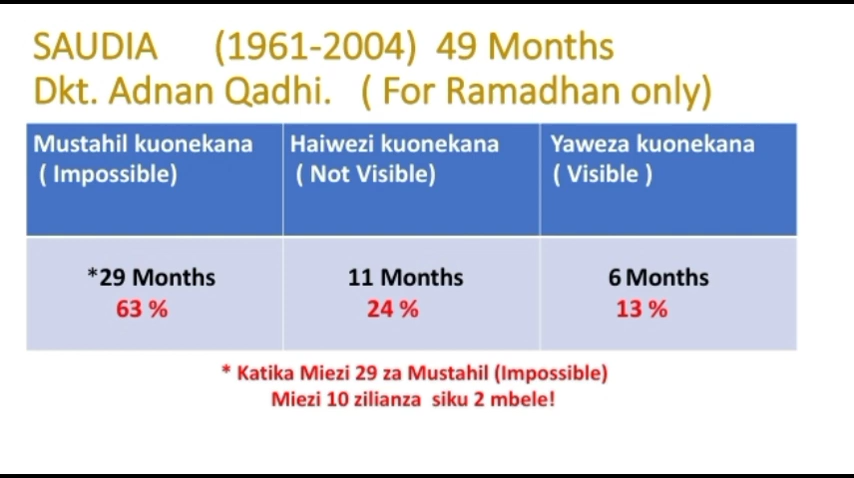 SAUDIA (1961-2004) 49 Months
Dkt. Adnan Qadhi. ( For Ramadhan only)
Mustahil kuonekana
( Impossible)
Haiwezi kuonekana
( Not Visible)
Yaweza kuonekana
( Visible )
*29 Months
63 %
11 Months
24 %
6 Months
13 %
* Katika Miezi 29 za Mustahil (Impossible)
Miezi 10 zilianza siku 2 mbele!